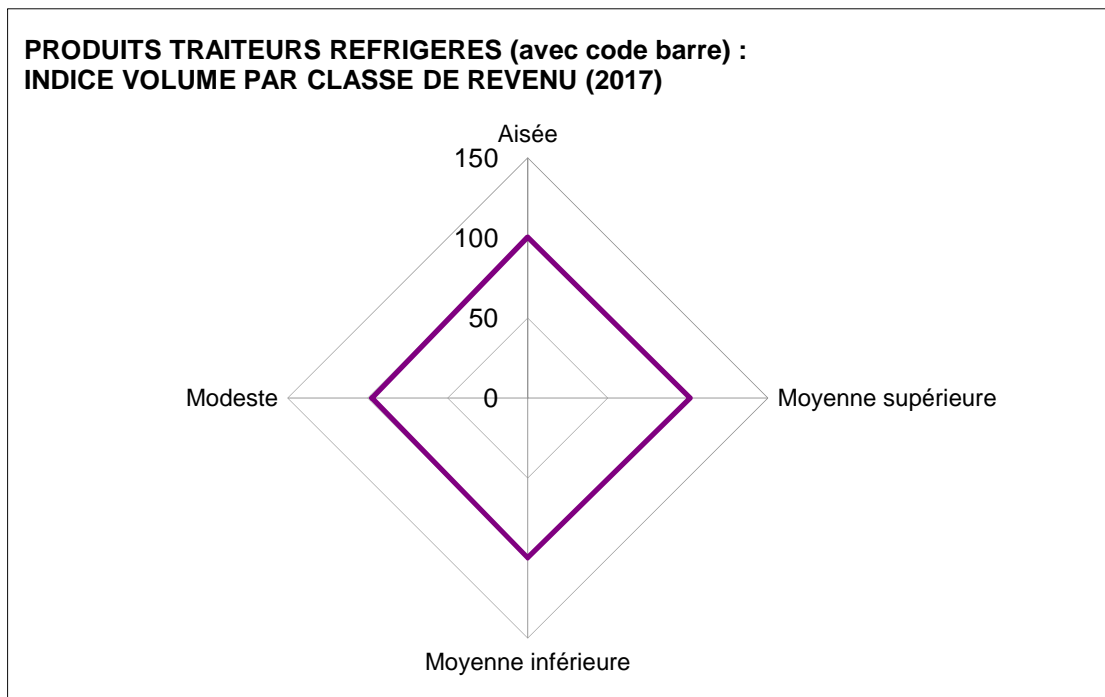 PRODUITS TRAITEURS REFRIGERES (avec code barre) :
INDICE VOLUME PAR CLASSE DE REVENU (2017)
Aisée
150
100
50
Modeste
0
Moyenne supérieure
Moyenne inférieure